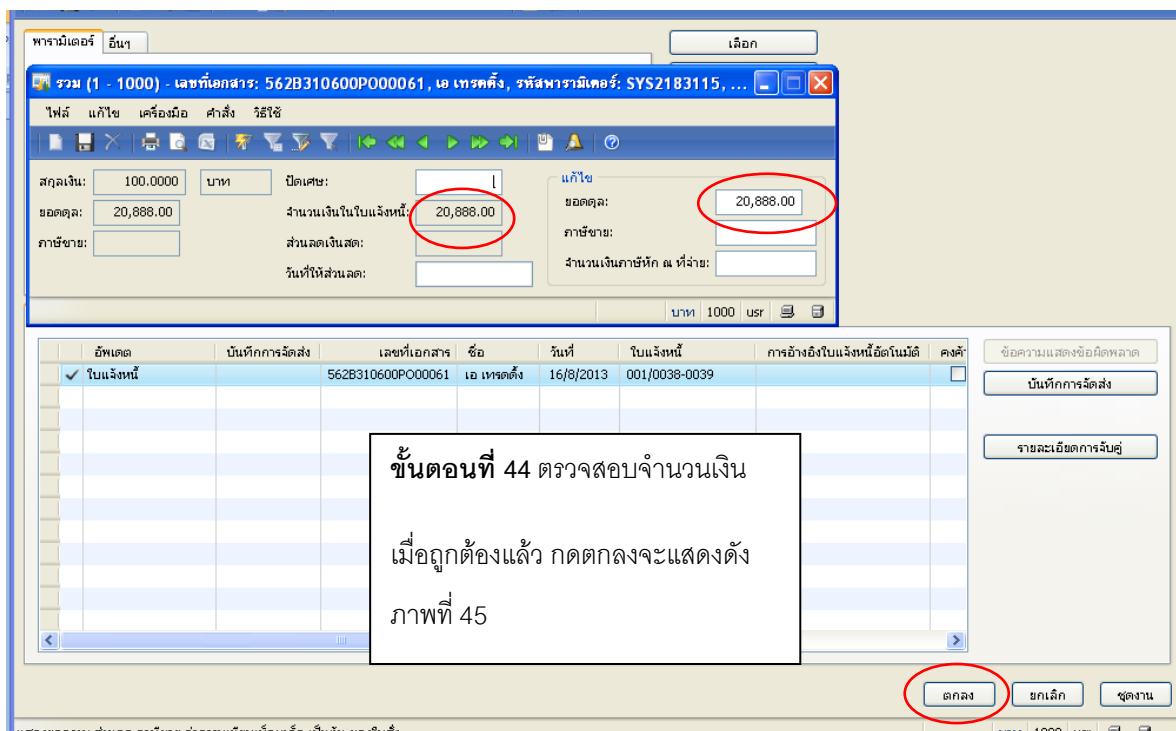 พารามิเตอร์ อื่นๆ
เลือก
รวม (1 - 1000) - เลขที่เอกสาร: 562B310600PO00061, เอ เทรดดิ้ง, รหัสพารามิเตอร์: SYS2183115, ...
ไฟล์ แก้ไข เครื่องมือ คำสั่ง วิธีใช้
สกุลเงิน: 100.0000 บาท ปัดเศษ:
แก้ไข
ยอดดุล: 20,888.00 จำนวนเงินในใบแจ้งหนี้: 20,888.00
ยอดดุล: 20,888.00
ภาษีขาย: ส่วนลดเงินสด:
ภาษีขาย:
วันที่ให้ส่วนลด:
จำนวนเงินภาษีหัก ณ ที่จ่าย:
บาท 1000 usr
อัพเดต บันทึกการจัดส่ง เลขที่เอกสาร ชื่อ วันที่ ใบแจ้งหนี้ การอ้างอิงใบแจ้งหนี้อัตโนมัติ คงค้
ใบแจ้งหนี้ 562B310600PO00061 เอ เทรดดิ้ง 16/8/2013 001/0038-0039
ข้อความแสดงข้อผิดพลาด
บันทึกการจัดส่ง
รายละเอียดการจับคู่
ขั้นตอนที่ 44 ตรวจสอบจำนวนเงิน
เมื่อถูกต้องแล้ว กดตกลงจะแสดงดัง
ภาพที่ 45
ตกลง ยกเลิก ชุดงาน